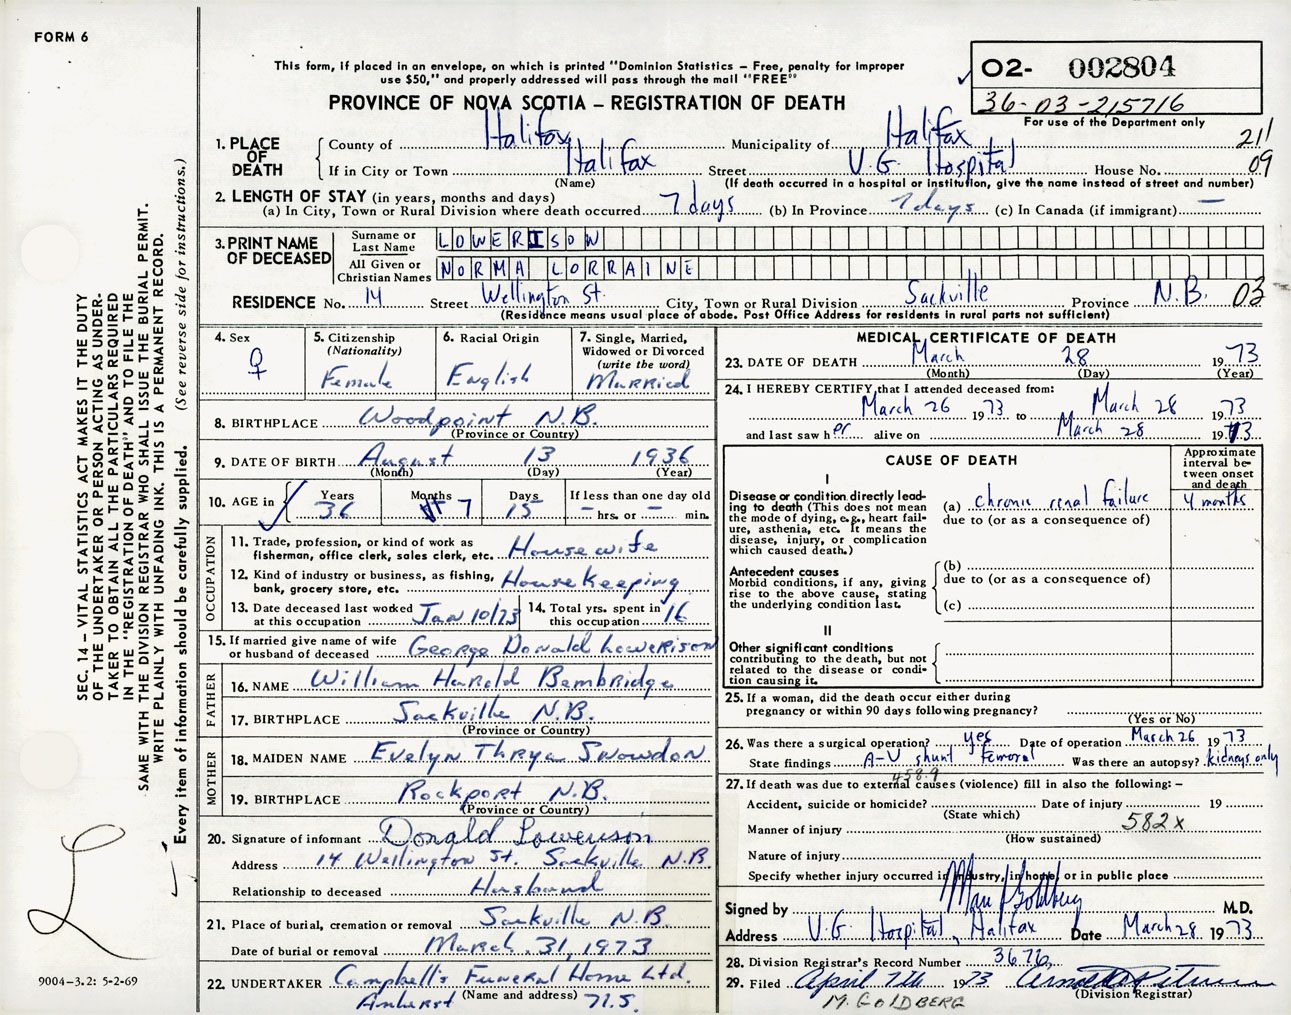 FORM 6
This form, if placed in an envelope, on which is printed "Dominion Statistics – Free, penalty for improper
use $50," and properly addressed will pass through the mail "FREE"
PROVINCE OF NOVA SCOTIA – REGISTRATION OF DEATH
O2- 002804
36-03-215716
For use of the Department only
1. PLACE OF DEATH
County of Halifax Municipality of Halifax 21
If in City or Town Halifax Street V.G. Hospital House No. 09
(Name) (If death occurred in a hospital or institution, give the name instead of street and number)
2. LENGTH OF STAY (in years, months and days)
(a) In City, Town or Rural Division where death occurred 7 days (b) In Province 7 days (c) In Canada (if immigrant) —
3. PRINT NAME OF DECEASED
Surname or Last Name LOWERISON
All Given or Christian Names NORMA LORRAINE
RESIDENCE No. 14 Street Wellington St. City, Town or Rural Division Sackville Province N.B. 03
(Residence means usual place of abode. Post Office Address for residents in rural parts not sufficient)
4. Sex ♀
5. Citizenship (Nationality) Female
6. Racial Origin English
7. Single, Married, Widowed or Divorced (write the word) Married
8. BIRTHPLACE Woodpoint N.B.
(Province or Country)
9. DATE OF BIRTH August 13 1936
(Month) (Day) (Year)
10. AGE in Years 36 Months 7 Days 15 If less than one day old – hrs. or – min.
OCCUPATION
11. Trade, profession, or kind of work as fisherman, office clerk, sales clerk, etc. Housewife
12. Kind of industry or business, as fishing, bank, grocery store, etc. Housekeeping
13. Date deceased last worked at this occupation Jan 10/73
14. Total yrs. spent in this occupation 16
15. If married give name of wife or husband of deceased George Donald Lowerison
FATHER
16. NAME William Harold Bembridge
17. BIRTHPLACE Sackville N.B.
(Province or Country)
MOTHER
18. MAIDEN NAME Evelyn Thrya Snowdon
19. BIRTHPLACE Rockport N.B.
(Province or Country)
20. Signature of informant Donald Lowerison
Address 14 Wellington St. Sackville N.B
Relationship to deceased Husband
21. Place of burial, cremation or removal Sackville N.B.
Date of burial or removal March. 31, 1973
22. UNDERTAKER Campbell's Funeral Home Ltd.
(Name and address) Amherst N.S.
MEDICAL CERTIFICATE OF DEATH
23. DATE OF DEATH March 28 1973
(Month) (Day) (Year)
24. I HEREBY CERTIFY that I attended deceased from:
March 26 1973 to March 28 1973
and last saw her alive on March 28 1973
CAUSE OF DEATH
Approximate interval between onset and death
I
Disease or condition directly leading to death (This does not mean the mode of dying, e.g., heart failure, asthenia, etc. It means the disease, injury, or complication which caused death.)
(a) chronic renal failure 4 months
due to (or as a consequence of)
Antecedent causes
Morbid conditions, if any, giving rise to the above cause, stating the underlying condition last.
(b)
due to (or as a consequence of)
(c)
II
Other significant conditions
contributing to the death, but not related to the disease or condition causing it.
25. If a woman, did the death occur either during
pregnancy or within 90 days following pregnancy?
(Yes or No)
26. Was there a surgical operation? yes Date of operation March 26 1973
State findings A-V shunt Femoral Was there an autopsy? kidneys only
458.9
27. If death was due to external causes (violence) fill in also the following: –
Accident, suicide or homicide? Date of injury 19
(State which)
Manner of injury 582x
(How sustained)
Nature of injury
Specify whether injury occurred in industry, in home, or in public place
Signed by Marc Goldberg M.D.
Address V.G. Hospital, Halifax Date March 28 1973
28. Division Registrar's Record Number 3676
29. Filed April 7th 1973
(Division Registrar)
M. GOLDBERG
SEC. 14 – VITAL STATISTICS ACT MAKES IT THE DUTY
OF THE UNDERTAKER OR PERSON ACTING AS UNDER-
TAKER TO OBTAIN ALL THE PARTICULARS REQUIRED
IN THE "REGISTRATION OF DEATH" AND TO FILE THE
SAME WITH THE DIVISION REGISTRAR WHO SHALL ISSUE THE BURIAL PERMIT.
WRITE PLAINLY WITH UNFADING INK. THIS IS A PERMANENT RECORD.
Every item of information should be carefully supplied. (See reverse side for instructions.)
9004-3.2: 5-2-69